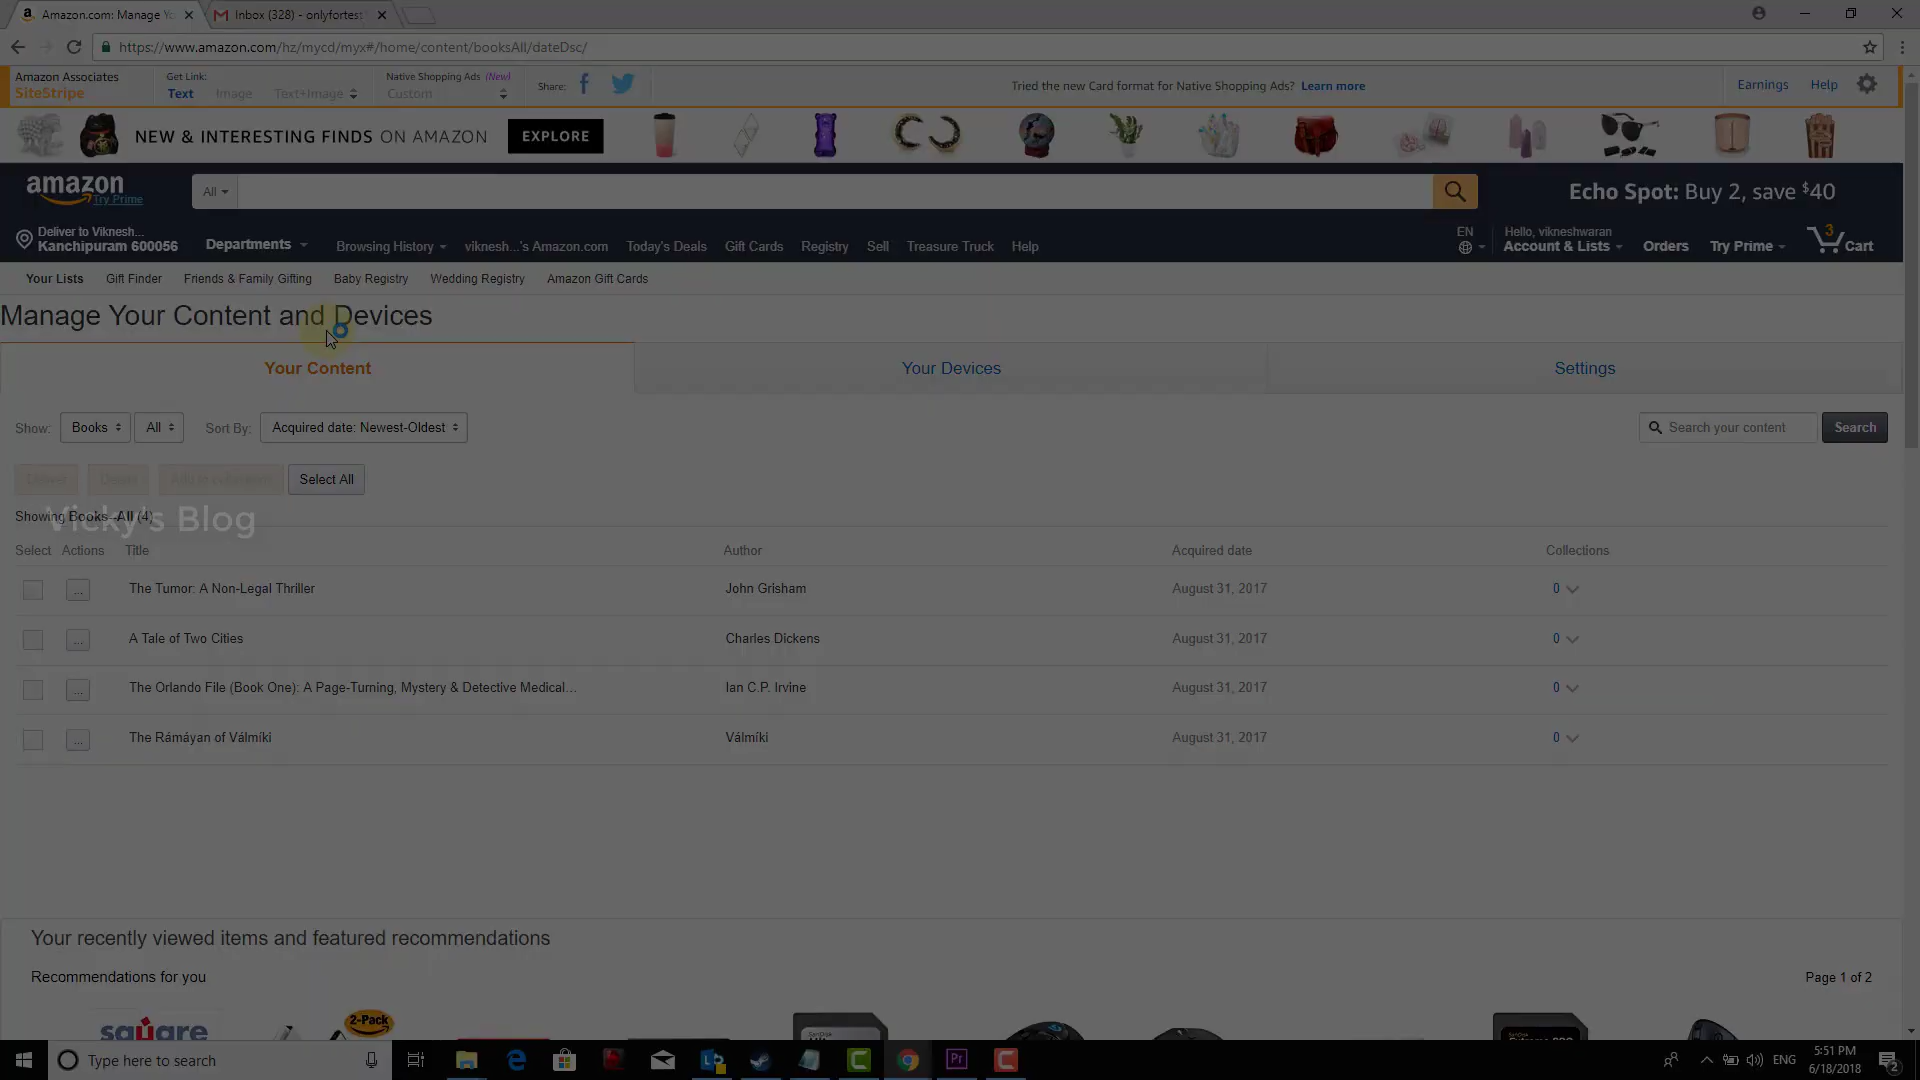 Amazon.com: Manage Yo
Inbox (328) - onlyfortest
https://www.amazon.com/hz/mycd/myx#/home/content/booksAll/dateDsc/
Amazon Associates
SiteStripe
Get Link:
Text Image Text+Image
Native Shopping Ads (New)
Custom
Share:
Tried the new Card format for Native Shopping Ads? Learn more
Earnings Help
NEW & INTERESTING FINDS ON AMAZON EXPLORE
amazon
Try Prime
All
Echo Spot: Buy 2, save $40
Deliver to Viknesh...
Kanchipuram 600056
Departments Browsing History viknesh...'s Amazon.com Today's Deals Gift Cards Registry Sell Treasure Truck Help
EN
Hello, vikneshwaran
Account & Lists Orders Try Prime
3
Cart
Your Lists Gift Finder Friends & Family Gifting Baby Registry Wedding Registry Amazon Gift Cards
Manage Your Content and Devices
Your Content Your Devices Settings
Show: Books All Sort By: Acquired date: Newest-Oldest
Search your content Search
Deliver Delete Add to collections Select All
Showing Books--All (4)
Vicky's Blog
Select Actions Title Author Acquired date Collections
... The Tumor: A Non-Legal Thriller John Grisham August 31, 2017 0
... A Tale of Two Cities Charles Dickens August 31, 2017 0
... The Orlando File (Book One): A Page-Turning, Mystery & Detective Medical... Ian C.P. Irvine August 31, 2017 0
... The Rámáyan of Válmíki Válmíki August 31, 2017 0
Your recently viewed items and featured recommendations
Recommendations for you
Page 1 of 2
square
2-Pack
SanDisk
SanDisk
Extreme PRO
Type here to search
Pr
ENG
5:51 PM
6/18/2018
2